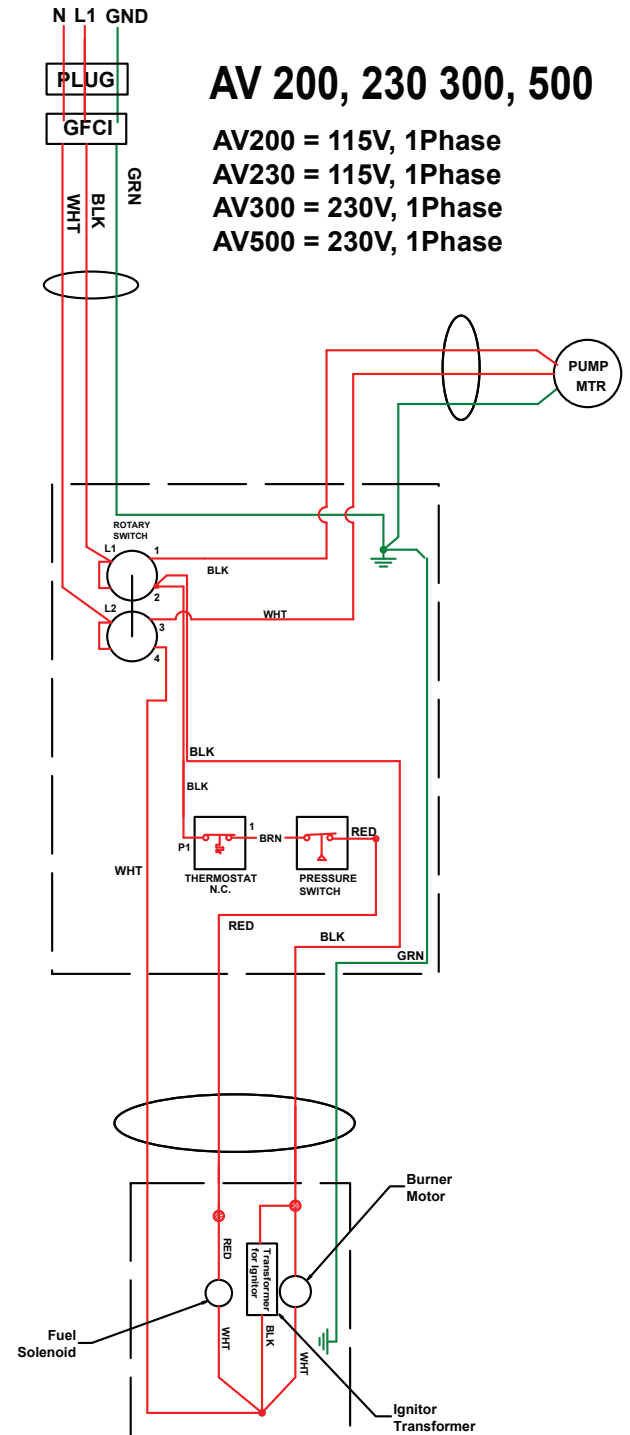 N L1 GND
PLUG
GFCI
AV 200, 230 300, 500
AV200 = 115V, 1Phase
AV230 = 115V, 1Phase
AV300 = 230V, 1Phase
AV500 = 230V, 1Phase
WHT
BLK
GRN
PUMP
MTR
ROTARY
SWITCH
L1
1
BLK
2
L2
3
WHT
4
BLK
BLK
P1
1
BRN
RED
THERMOSTAT
N.C.
PRESSURE
SWITCH
WHT
RED
BLK
GRN
Burner
Motor
RED
Transformer
for Ignitor
WHT
BLK
WHT
Fuel
Solenoid
Ignitor
Transformer